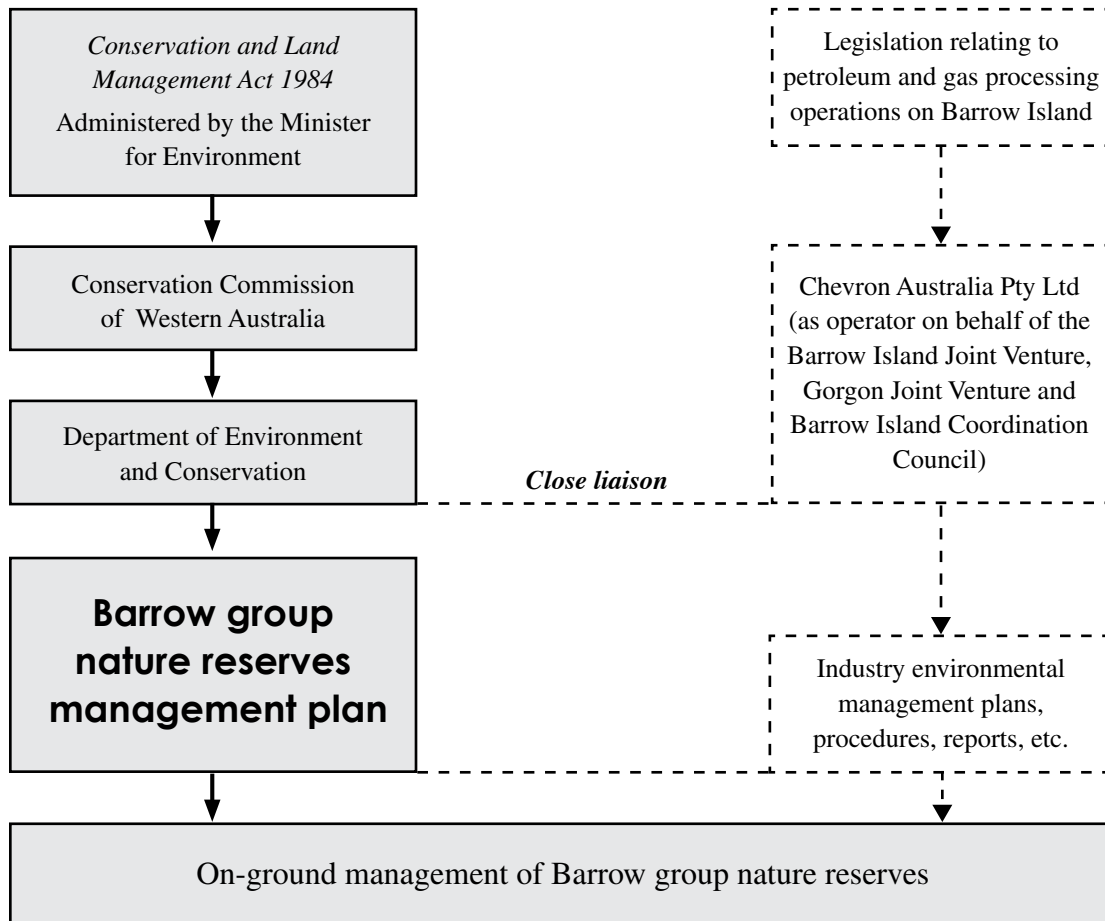 Conservation and Land
Management Act 1984
Administered by the Minister
for Environment
Conservation Commission
of Western Australia
Department of Environment
and Conservation
Barrow group
nature reserves
management plan
Close liaison
Legislation relating to
petroleum and gas processing
operations on Barrow Island
Chevron Australia Pty Ltd
(as operator on behalf of the
Barrow Island Joint Venture,
Gorgon Joint Venture and
Barrow Island Coordination
Council)
Industry environmental
management plans,
procedures, reports, etc.
On-ground management of Barrow group nature reserves